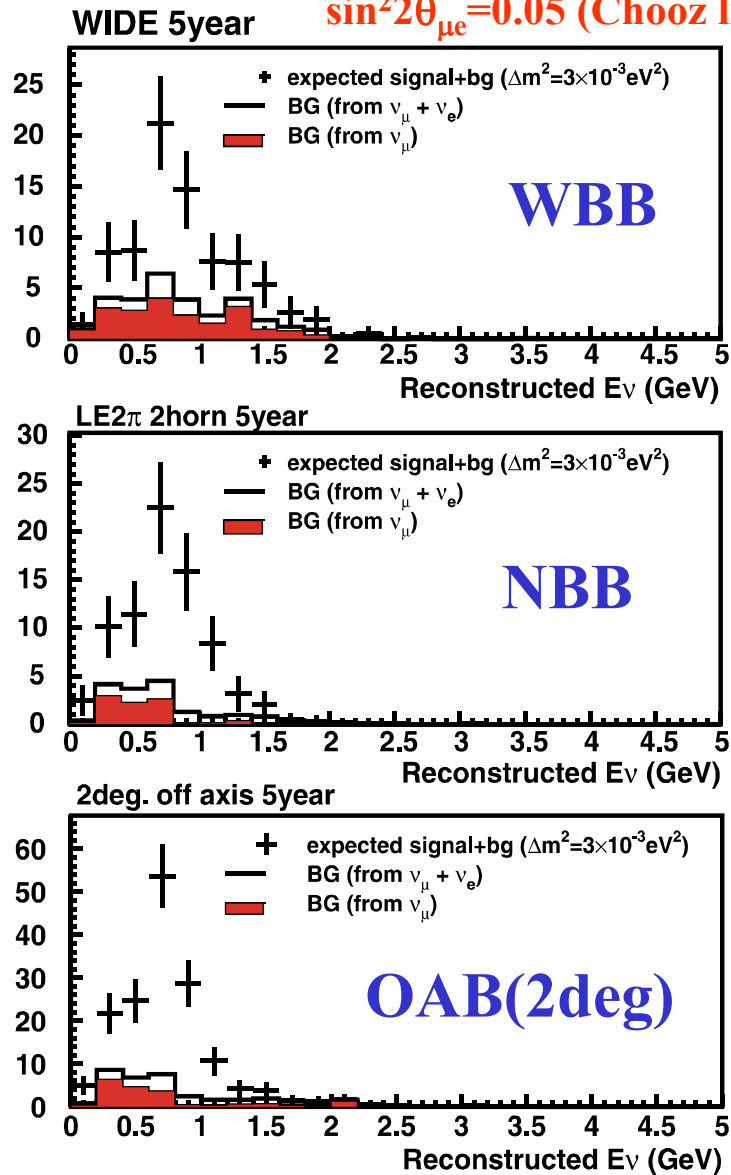 sin²2θμe=0.05 (Chooz l
WIDE 5year
expected signal+bg (Δm²=3×10⁻³eV²)
BG (from νμ + νe)
BG (from νμ)
WBB
25
20
15
10
5
0
0 0.5 1 1.5 2 2.5 3 3.5 4 4.5 5
Reconstructed Eν (GeV)
LE2π 2horn 5year
expected signal+bg (Δm²=3×10⁻³eV²)
BG (from νμ + νe)
BG (from νμ)
NBB
30
25
20
15
10
5
0
0 0.5 1 1.5 2 2.5 3 3.5 4 4.5 5
Reconstructed Eν (GeV)
2deg. off axis 5year
expected signal+bg (Δm²=3×10⁻³eV²)
BG (from νμ + νe)
BG (from νμ)
OAB(2deg)
60
50
40
30
20
10
0
0 0.5 1 1.5 2 2.5 3 3.5 4 4.5 5
Reconstructed Eν (GeV)